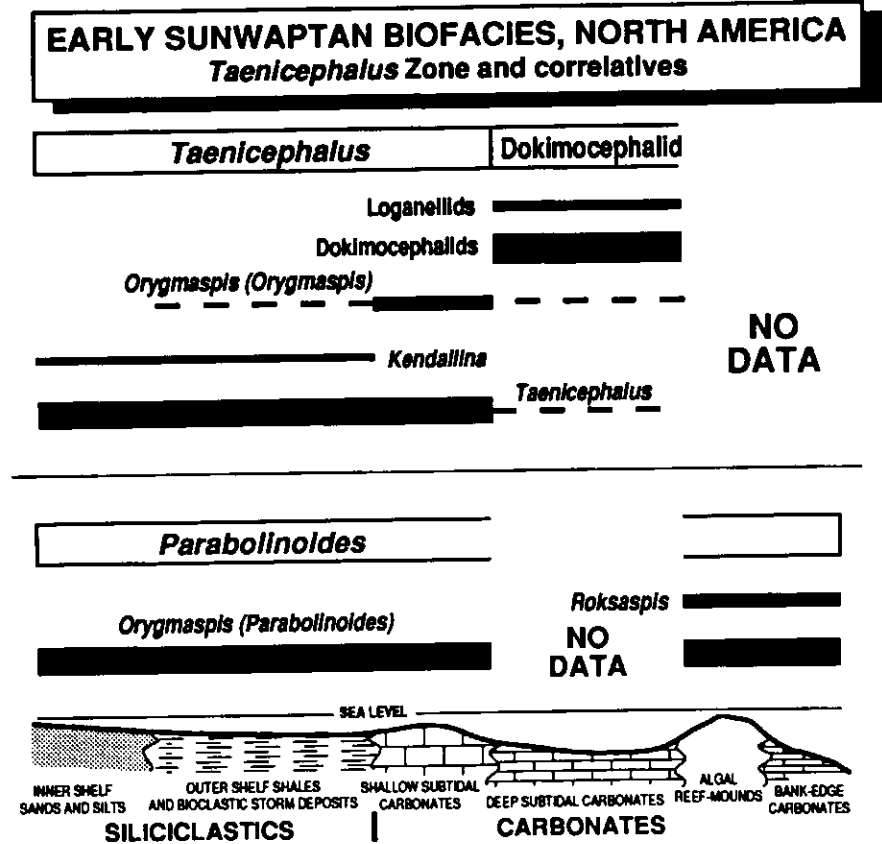 EARLY SUNWAPTAN BIOFACIES, NORTH AMERICA
Taenicephalus Zone and correlatives
Taenicephalus
Dokimocephalid
Loganellids
Dokimocephalids
Orygmaspis (Orygmaspis)
NO
DATA
Kendallina
Taenicephalus
Parabolinoides
Roksaspis
Orygmaspis (Parabolinoides)
NO
DATA
SEA LEVEL
INNER SHELF
SANDS AND SILTS
OUTER SHELF SHALES
AND BIOCLASTIC STORM DEPOSITS
SHALLOW SUBTIDAL
CARBONATES
DEEP SUBTIDAL CARBONATES
ALGAL
REEF-MOUNDS
BANK-EDGE
CARBONATES
SILICICLASTICS
CARBONATES